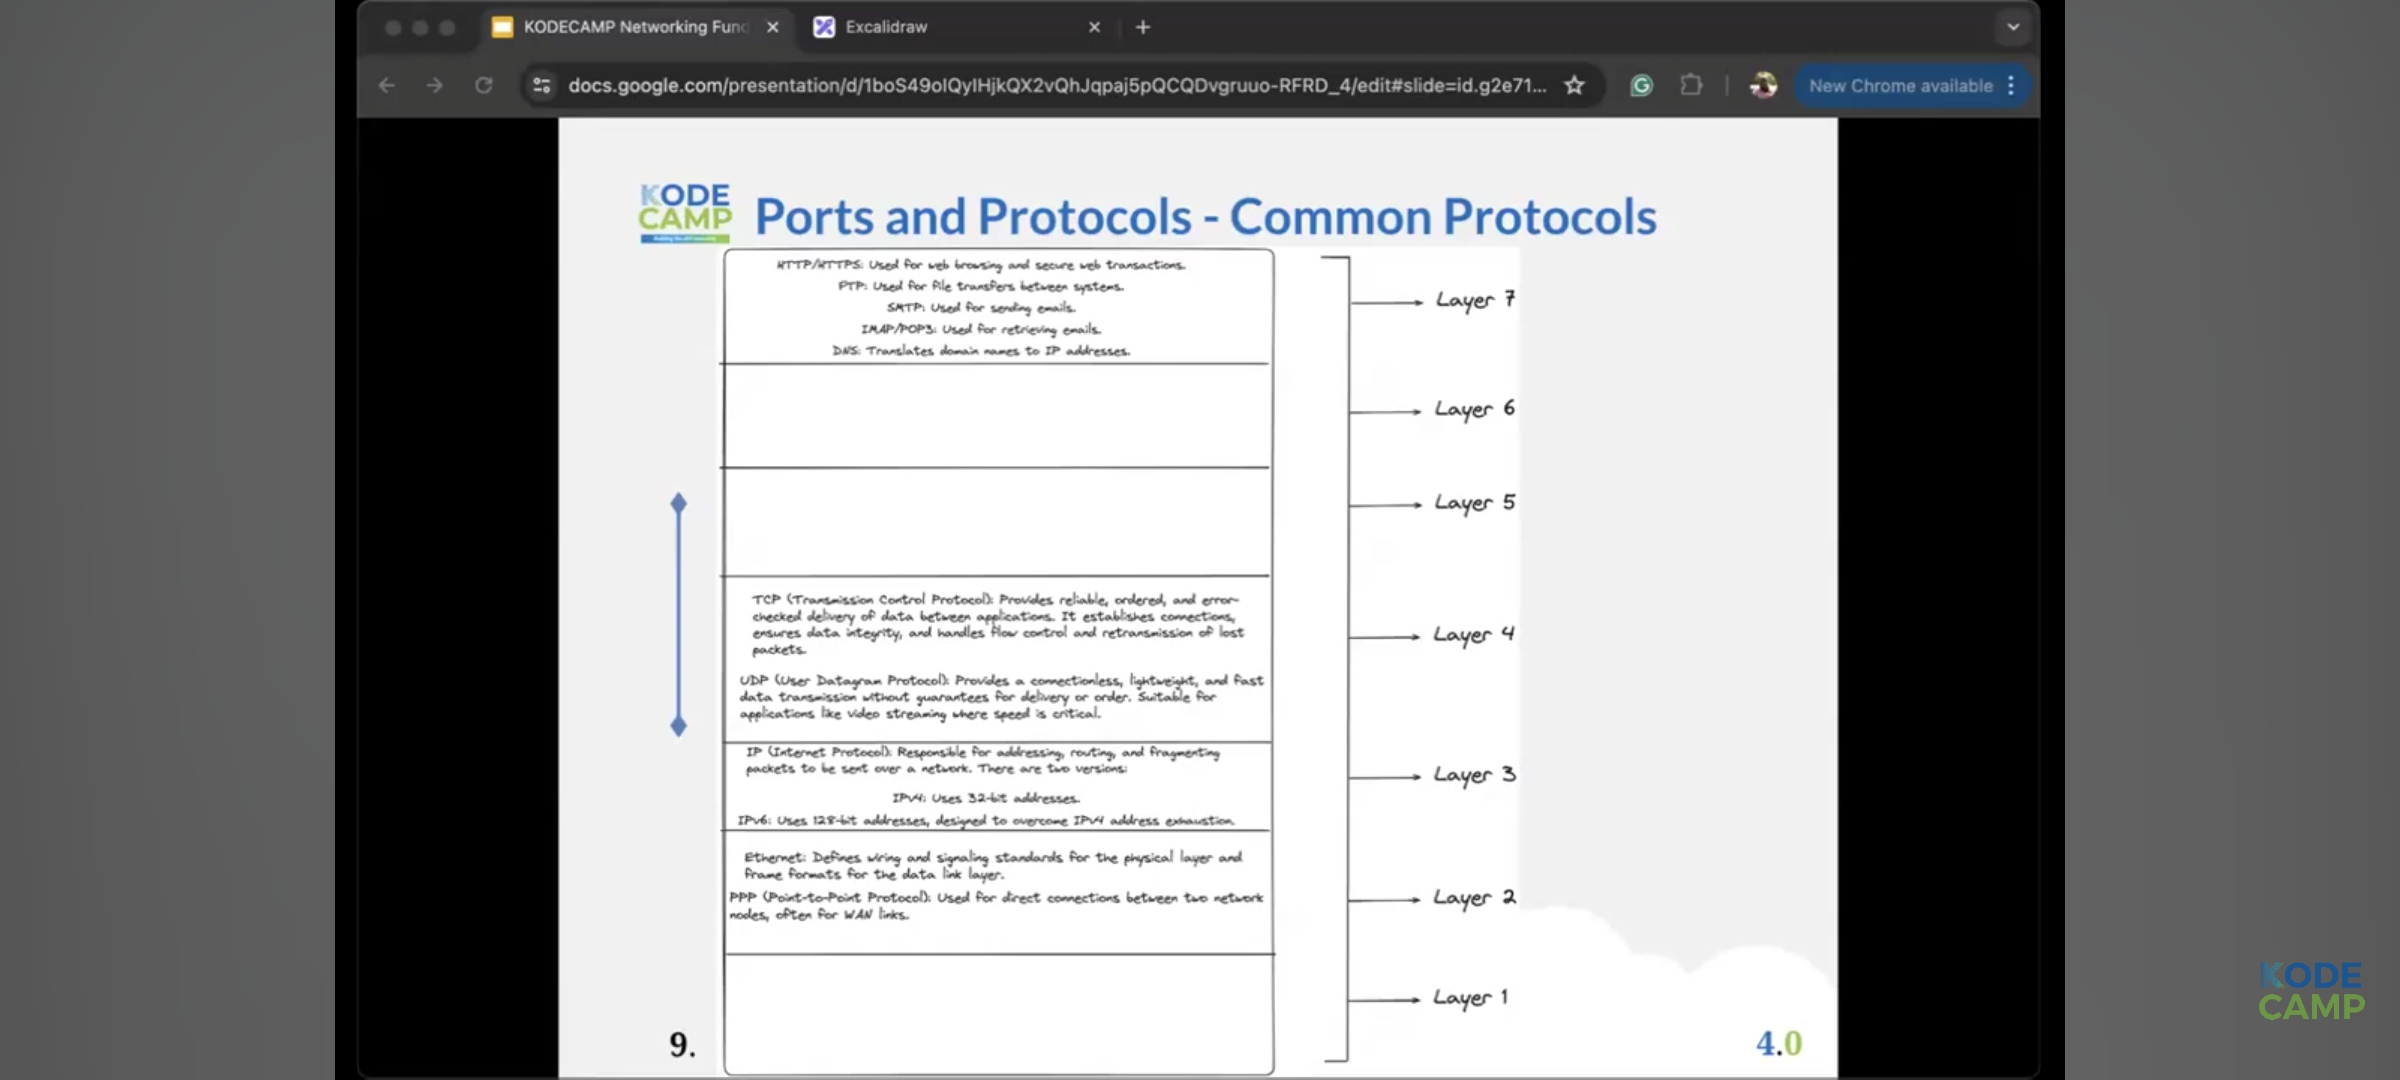 KODECAMP Networking Fund
Excalidraw
docs.google.com/presentation/d/1boS49olQylHjkQX2vQhJqpaj5pQCQDvgruuo-RFRD_4/edit#slide=id.g2e71...
New Chrome available
KODE
CAMP
Ports and Protocols - Common Protocols
HTTP/HTTPS: Used for web browsing and secure web transactions.
FTP: Used for file transfers between systems.
SMTP: Used for sending emails.
IMAP/POP3: Used for retrieving emails.
DNS: Translates domain names to IP addresses.
Layer 7
Layer 6
Layer 5
TCP (Transmission Control Protocol): Provides reliable, ordered, and error-
checked delivery of data between applications. It establishes connections,
ensures data integrity, and handles flow control and retransmission of lost
packets.
UDP (User Datagram Protocol): Provides a connectionless, lightweight, and fast
data transmission without guarantees for delivery or order. Suitable for
applications like video streaming where speed is critical.
Layer 4
IP (Internet Protocol): Responsible for addressing, routing, and fragmenting
packets to be sent over a network. There are two versions:
IPv4: Uses 32-bit addresses.
IPv6: Uses 128-bit addresses, designed to overcome IPv4 address exhaustion.
Layer 3
Ethernet: Defines wiring and signaling standards for the physical layer and
frame formats for the data link layer.
PPP (Point-to-Point Protocol): Used for direct connections between two network
nodes, often for WAN links.
Layer 2
Layer 1
9.
4.0
KODE
CAMP